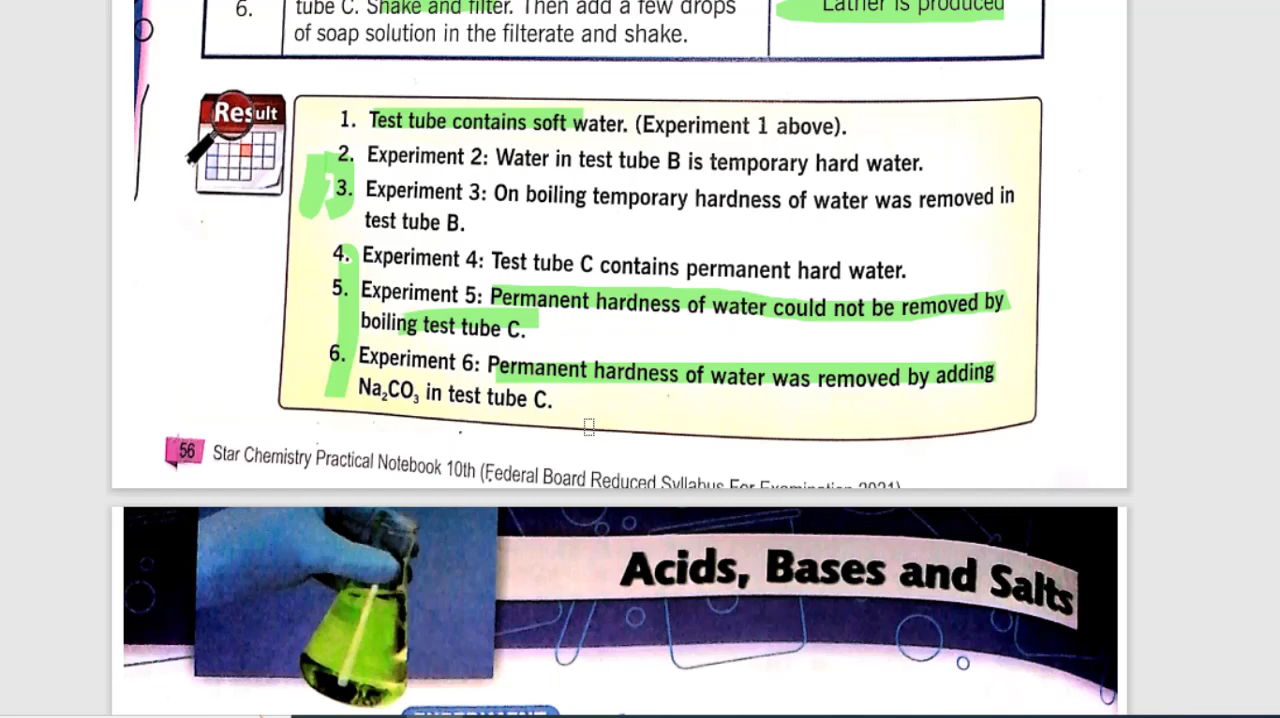 6.
tube C. Shake and filter. Then add a few drops
of soap solution in the filterate and shake.
Lather is produced
Result
1. Test tube contains soft water. (Experiment 1 above).
2. Experiment 2: Water in test tube B is temporary hard water.
3. Experiment 3: On boiling temporary hardness of water was removed in
test tube B.
4. Experiment 4: Test tube C contains permanent hard water.
5. Experiment 5: Permanent hardness of water could not be removed by
boiling test tube C.
6. Experiment 6: Permanent hardness of water was removed by adding
Na₂CO₃ in test tube C.
56 Star Chemistry Practical Notebook 10th (Federal Board Reduced Syllabus For Examination 2021)
Acids, Bases and Salts
EXPERIMENT